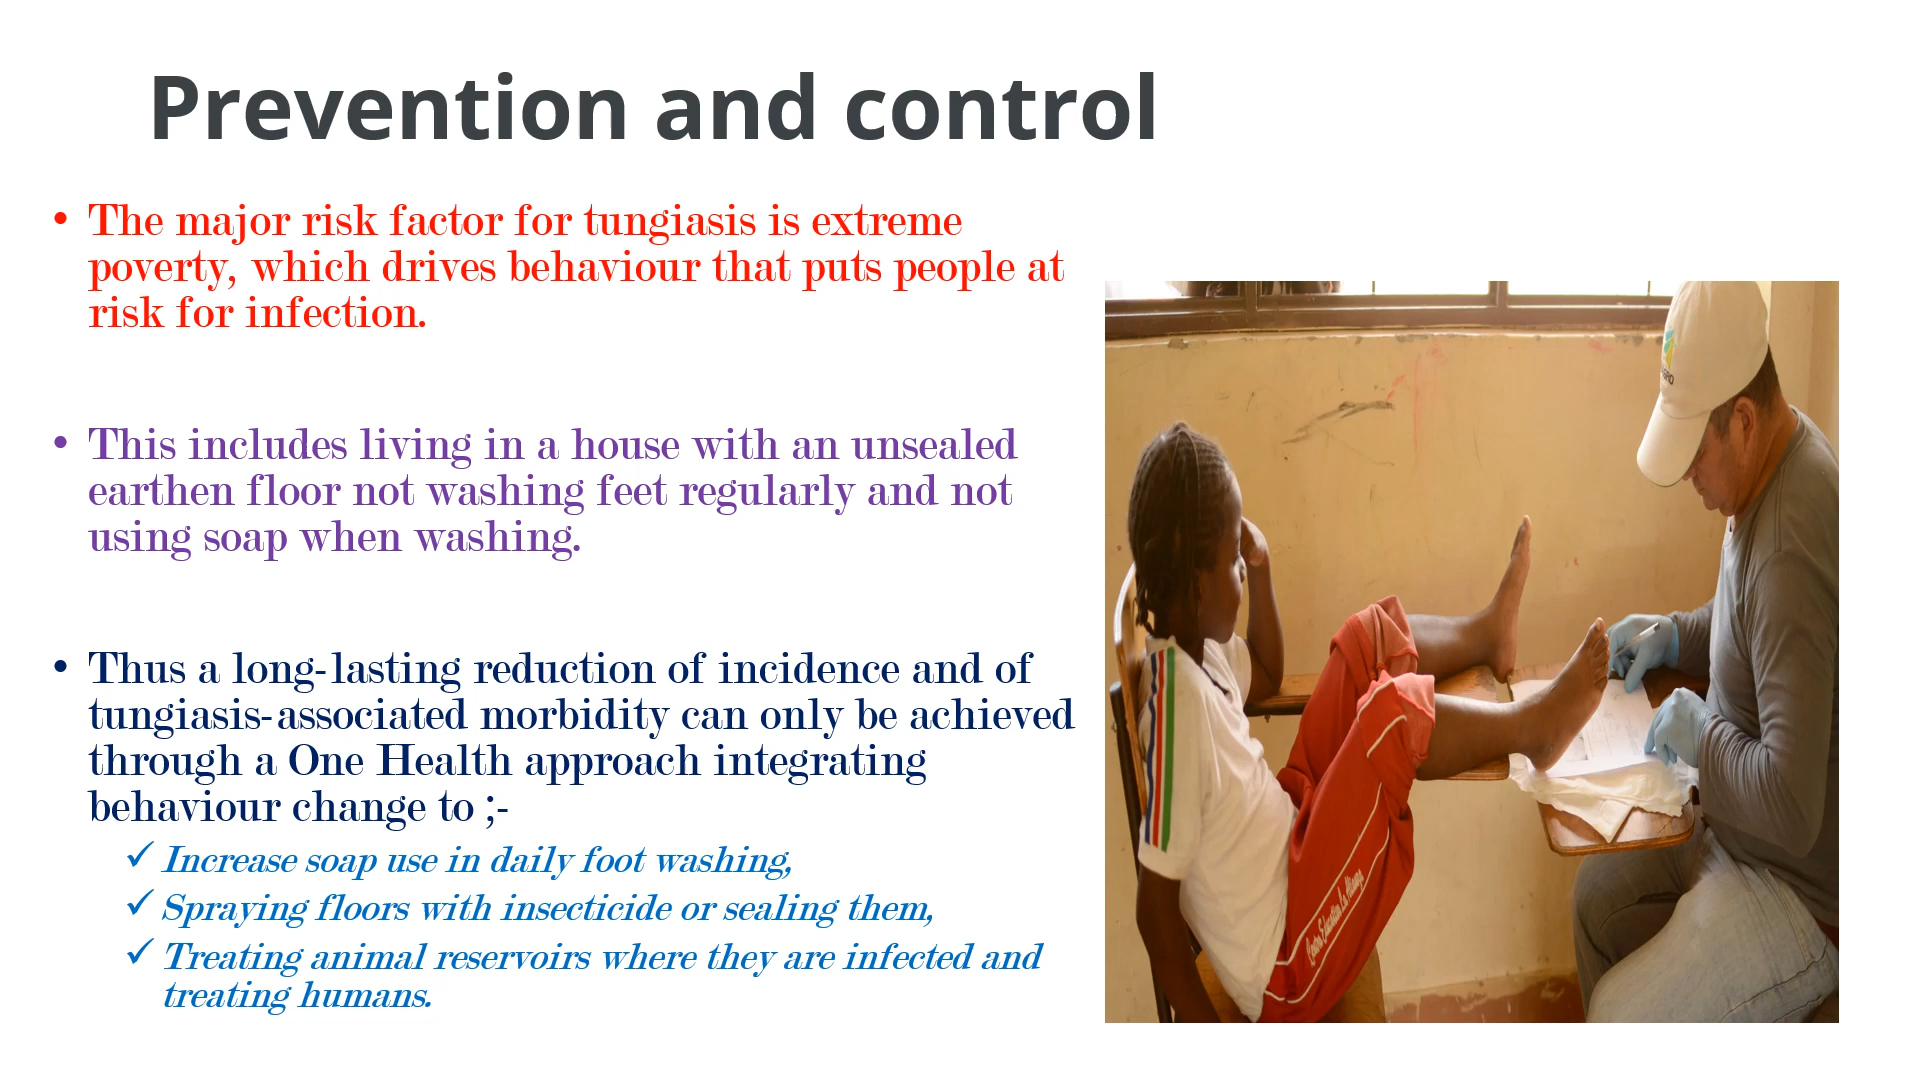 Prevention and control
• The major risk factor for tungiasis is extreme
poverty, which drives behaviour that puts people at
risk for infection.
• This includes living in a house with an unsealed
earthen floor not washing feet regularly and not
using soap when washing.
• Thus a long-lasting reduction of incidence and of
tungiasis-associated morbidity can only be achieved
through a One Health approach integrating
behaviour change to ;-
✓ Increase soap use in daily foot washing,
✓ Spraying floors with insecticide or sealing them,
✓ Treating animal reservoirs where they are infected and
treating humans.